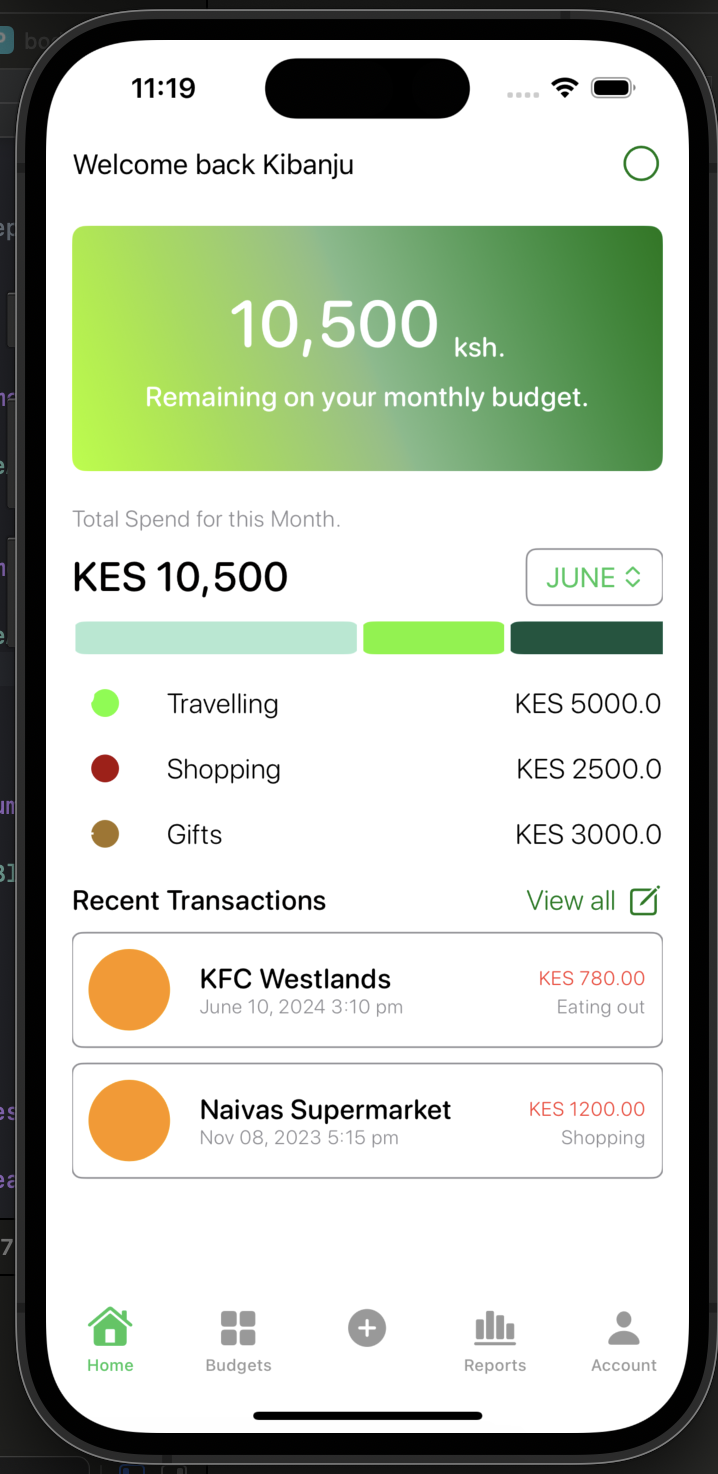 11:19
Welcome back Kibanju
10,500 ksh.
Remaining on your monthly budget.
Total Spend for this Month.
KES 10,500
JUNE
Travelling KES 5000.0
Shopping KES 2500.0
Gifts KES 3000.0
Recent Transactions View all
KFC Westlands KES 780.00
June 10, 2024 3:10 pm Eating out
Naivas Supermarket KES 1200.00
Nov 08, 2023 5:15 pm Shopping
Home Budgets Reports Account